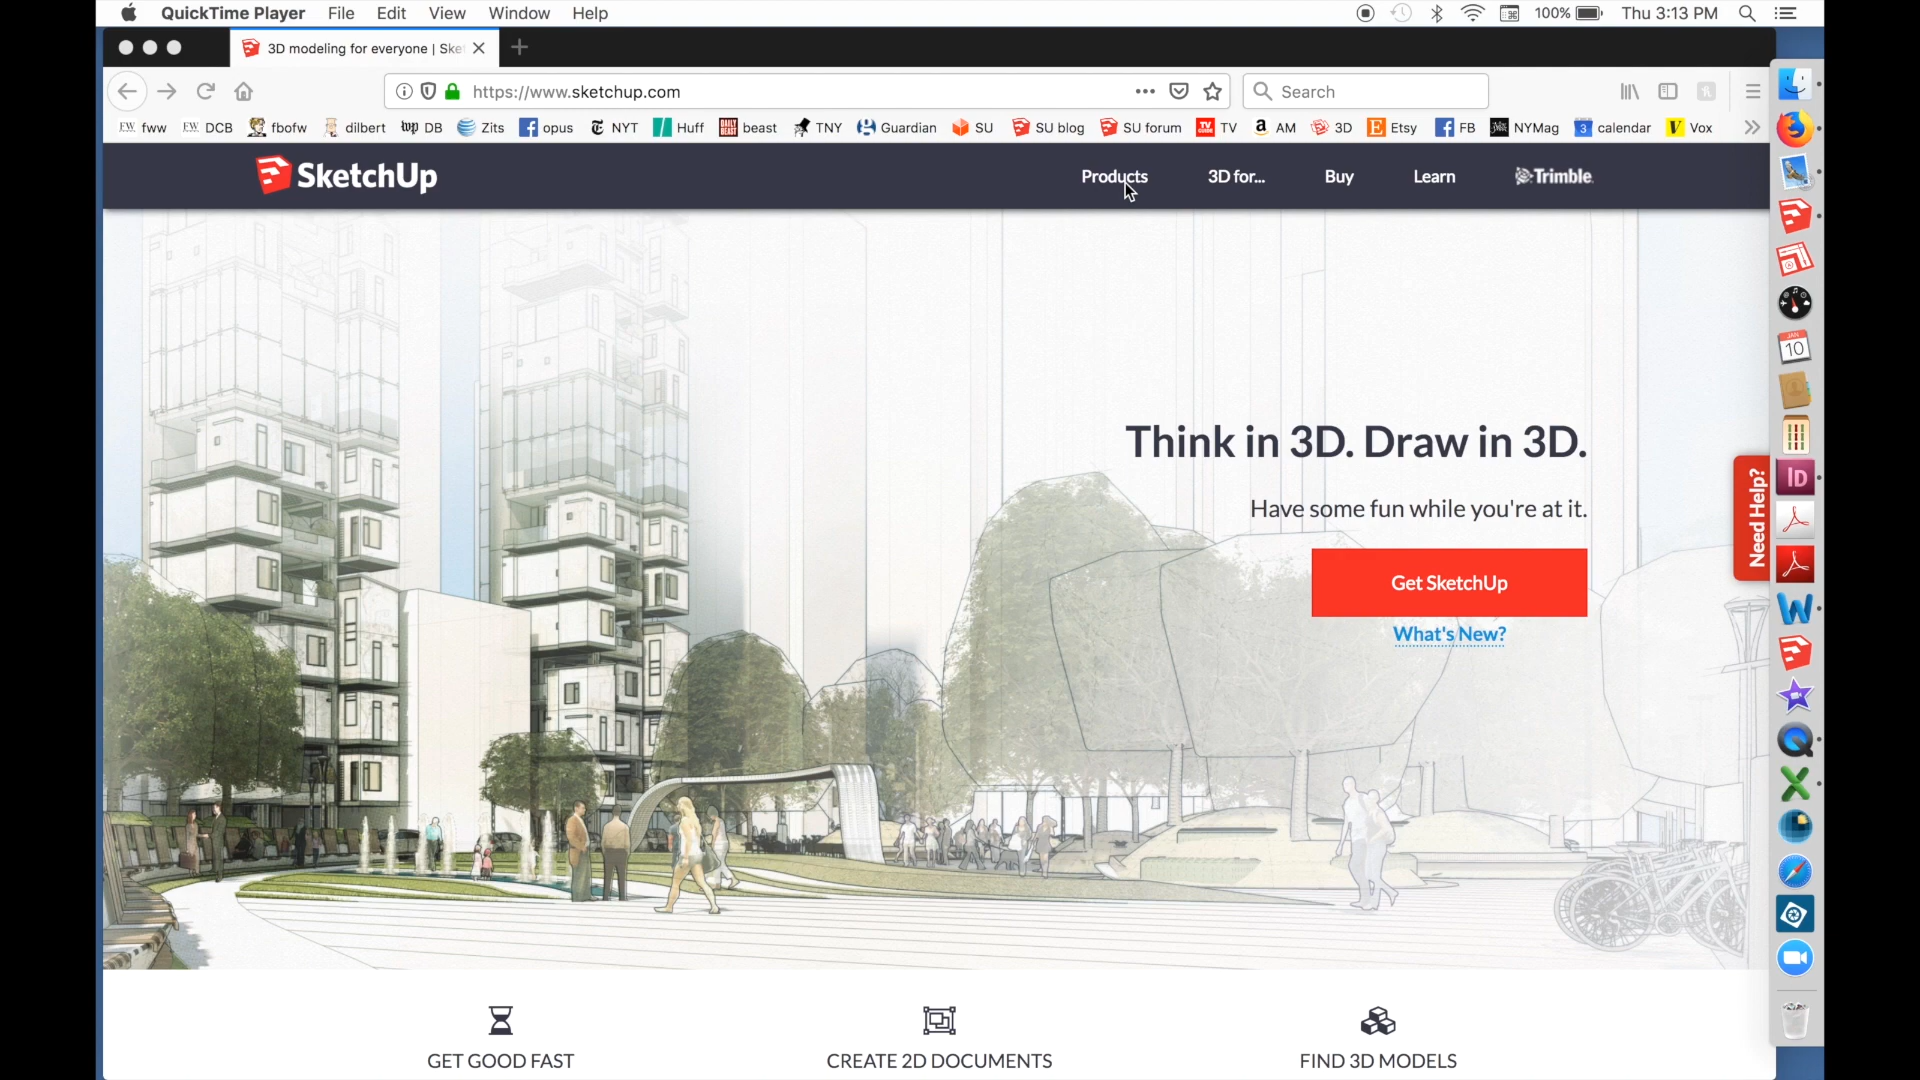 QuickTime Player File Edit View Window Help 100% Thu 3:13 PM
3D modeling for everyone | Ske
https://www.sketchup.com
Search
fww DCB fbofw dilbert DB Zits opus NYT Huff beast TNY Guardian SU SU blog SU forum TV AM 3D Etsy FB NYMag calendar Vox
SketchUp Products 3D for... Buy Learn Trimble
Think in 3D. Draw in 3D.
Have some fun while you're at it.
Get SketchUp
What's New?
Need Help?
JAN
10
ID
GET GOOD FAST CREATE 2D DOCUMENTS FIND 3D MODELS